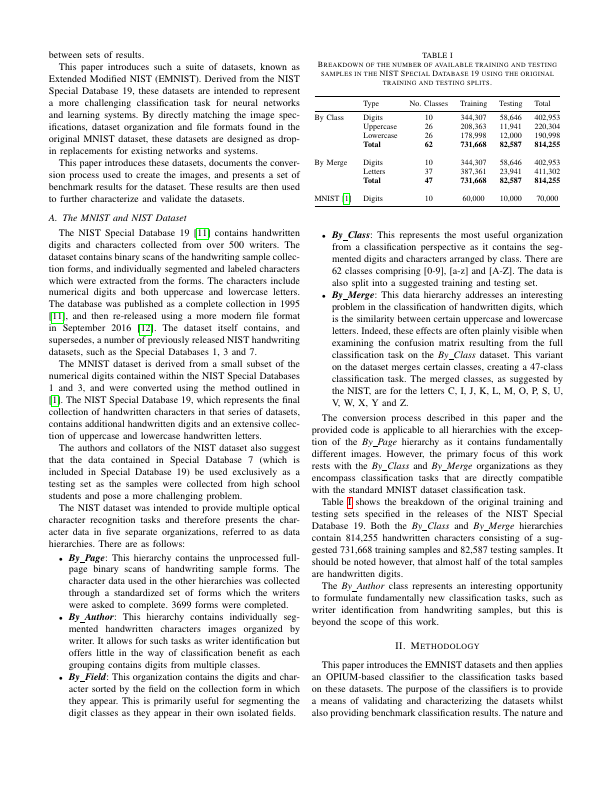 between sets of results.
This paper introduces such a suite of datasets, known as
Extended Modified NIST (EMNIST). Derived from the NIST
Special Database 19, these datasets are intended to represent
a more challenging classification task for neural networks
and learning systems. By directly matching the image spec-
ifications, dataset organization and file formats found in the
original MNIST dataset, these datasets are designed as drop-
in replacements for existing networks and systems.
This paper introduces these datasets, documents the conver-
sion process used to create the images, and presents a set of
benchmark results for the dataset. These results are then used
to further characterize and validate the datasets.
A. The MNIST and NIST Dataset
The NIST Special Database 19 [11] contains handwritten
digits and characters collected from over 500 writers. The
dataset contains binary scans of the handwriting sample collec-
tion forms, and individually segmented and labeled characters
which were extracted from the forms. The characters include
numerical digits and both uppercase and lowercase letters.
The database was published as a complete collection in 1995
[11], and then re-released using a more modern file format
in September 2016 [12]. The dataset itself contains, and
supersedes, a number of previously released NIST handwriting
datasets, such as the Special Databases 1, 3 and 7.
The MNIST dataset is derived from a small subset of the
numerical digits contained within the NIST Special Databases
1 and 3, and were converted using the method outlined in
[1]. The NIST Special Database 19, which represents the final
collection of handwritten characters in that series of datasets,
contains additional handwritten digits and an extensive collec-
tion of uppercase and lowercase handwritten letters.
The authors and collators of the NIST dataset also suggest
that the data contained in Special Database 7 (which is
included in Special Database 19) be used exclusively as a
testing set as the samples were collected from high school
students and pose a more challenging problem.
The NIST dataset was intended to provide multiple optical
character recognition tasks and therefore presents the char-
acter data in five separate organizations, referred to as data
hierarchies. There are as follows:
• By_Page: This hierarchy contains the unprocessed full-
page binary scans of handwriting sample forms. The
character data used in the other hierarchies was collected
through a standardized set of forms which the writers
were asked to complete. 3699 forms were completed.
• By_Author: This hierarchy contains individually seg-
mented handwritten characters images organized by
writer. It allows for such tasks as writer identification but
offers little in the way of classification benefit as each
grouping contains digits from multiple classes.
• By_Field: This organization contains the digits and char-
acter sorted by the field on the collection form in which
they appear. This is primarily useful for segmenting the
digit classes as they appear in their own isolated fields.
TABLE I
BREAKDOWN OF THE NUMBER OF AVAILABLE TRAINING AND TESTING
SAMPLES IN THE NIST SPECIAL DATABASE 19 USING THE ORIGINAL
TRAINING AND TESTING SPLITS.
Type No. Classes Training Testing Total
By Class Digits 10 344,307 58,646 402,953
Uppercase 26 208,363 11,941 220,304
Lowercase 26 178,998 12,000 190,998
Total 62 731,668 82,587 814,255
By Merge Digits 10 344,307 58,646 402,953
Letters 37 387,361 23,941 411,302
Total 47 731,668 82,587 814,255
MNIST [1] Digits 10 60,000 10,000 70,000
• By_Class: This represents the most useful organization
from a classification perspective as it contains the seg-
mented digits and characters arranged by class. There are
62 classes comprising [0-9], [a-z] and [A-Z]. The data is
also split into a suggested training and testing set.
• By_Merge: This data hierarchy addresses an interesting
problem in the classification of handwritten digits, which
is the similarity between certain uppercase and lowercase
letters. Indeed, these effects are often plainly visible when
examining the confusion matrix resulting from the full
classification task on the By_Class dataset. This variant
on the dataset merges certain classes, creating a 47-class
classification task. The merged classes, as suggested by
the NIST, are for the letters C, I, J, K, L, M, O, P, S, U,
V, W, X, Y and Z.
The conversion process described in this paper and the
provided code is applicable to all hierarchies with the excep-
tion of the By_Page hierarchy as it contains fundamentally
different images. However, the primary focus of this work
rests with the By_Class and By_Merge organizations as they
encompass classification tasks that are directly compatible
with the standard MNIST dataset classification task.
Table I shows the breakdown of the original training and
testing sets specified in the releases of the NIST Special
Database 19. Both the By_Class and By_Merge hierarchies
contain 814,255 handwritten characters consisting of a sug-
gested 731,668 training samples and 82,587 testing samples. It
should be noted however, that almost half of the total samples
are handwritten digits.
The By_Author class represents an interesting opportunity
to formulate fundamentally new classification tasks, such as
writer identification from handwriting samples, but this is
beyond the scope of this work.
II. METHODOLOGY
This paper introduces the EMNIST datasets and then applies
an OPIUM-based classifier to the classification tasks based
on these datasets. The purpose of the classifiers is to provide
a means of validating and characterizing the datasets whilst
also providing benchmark classification results. The nature and